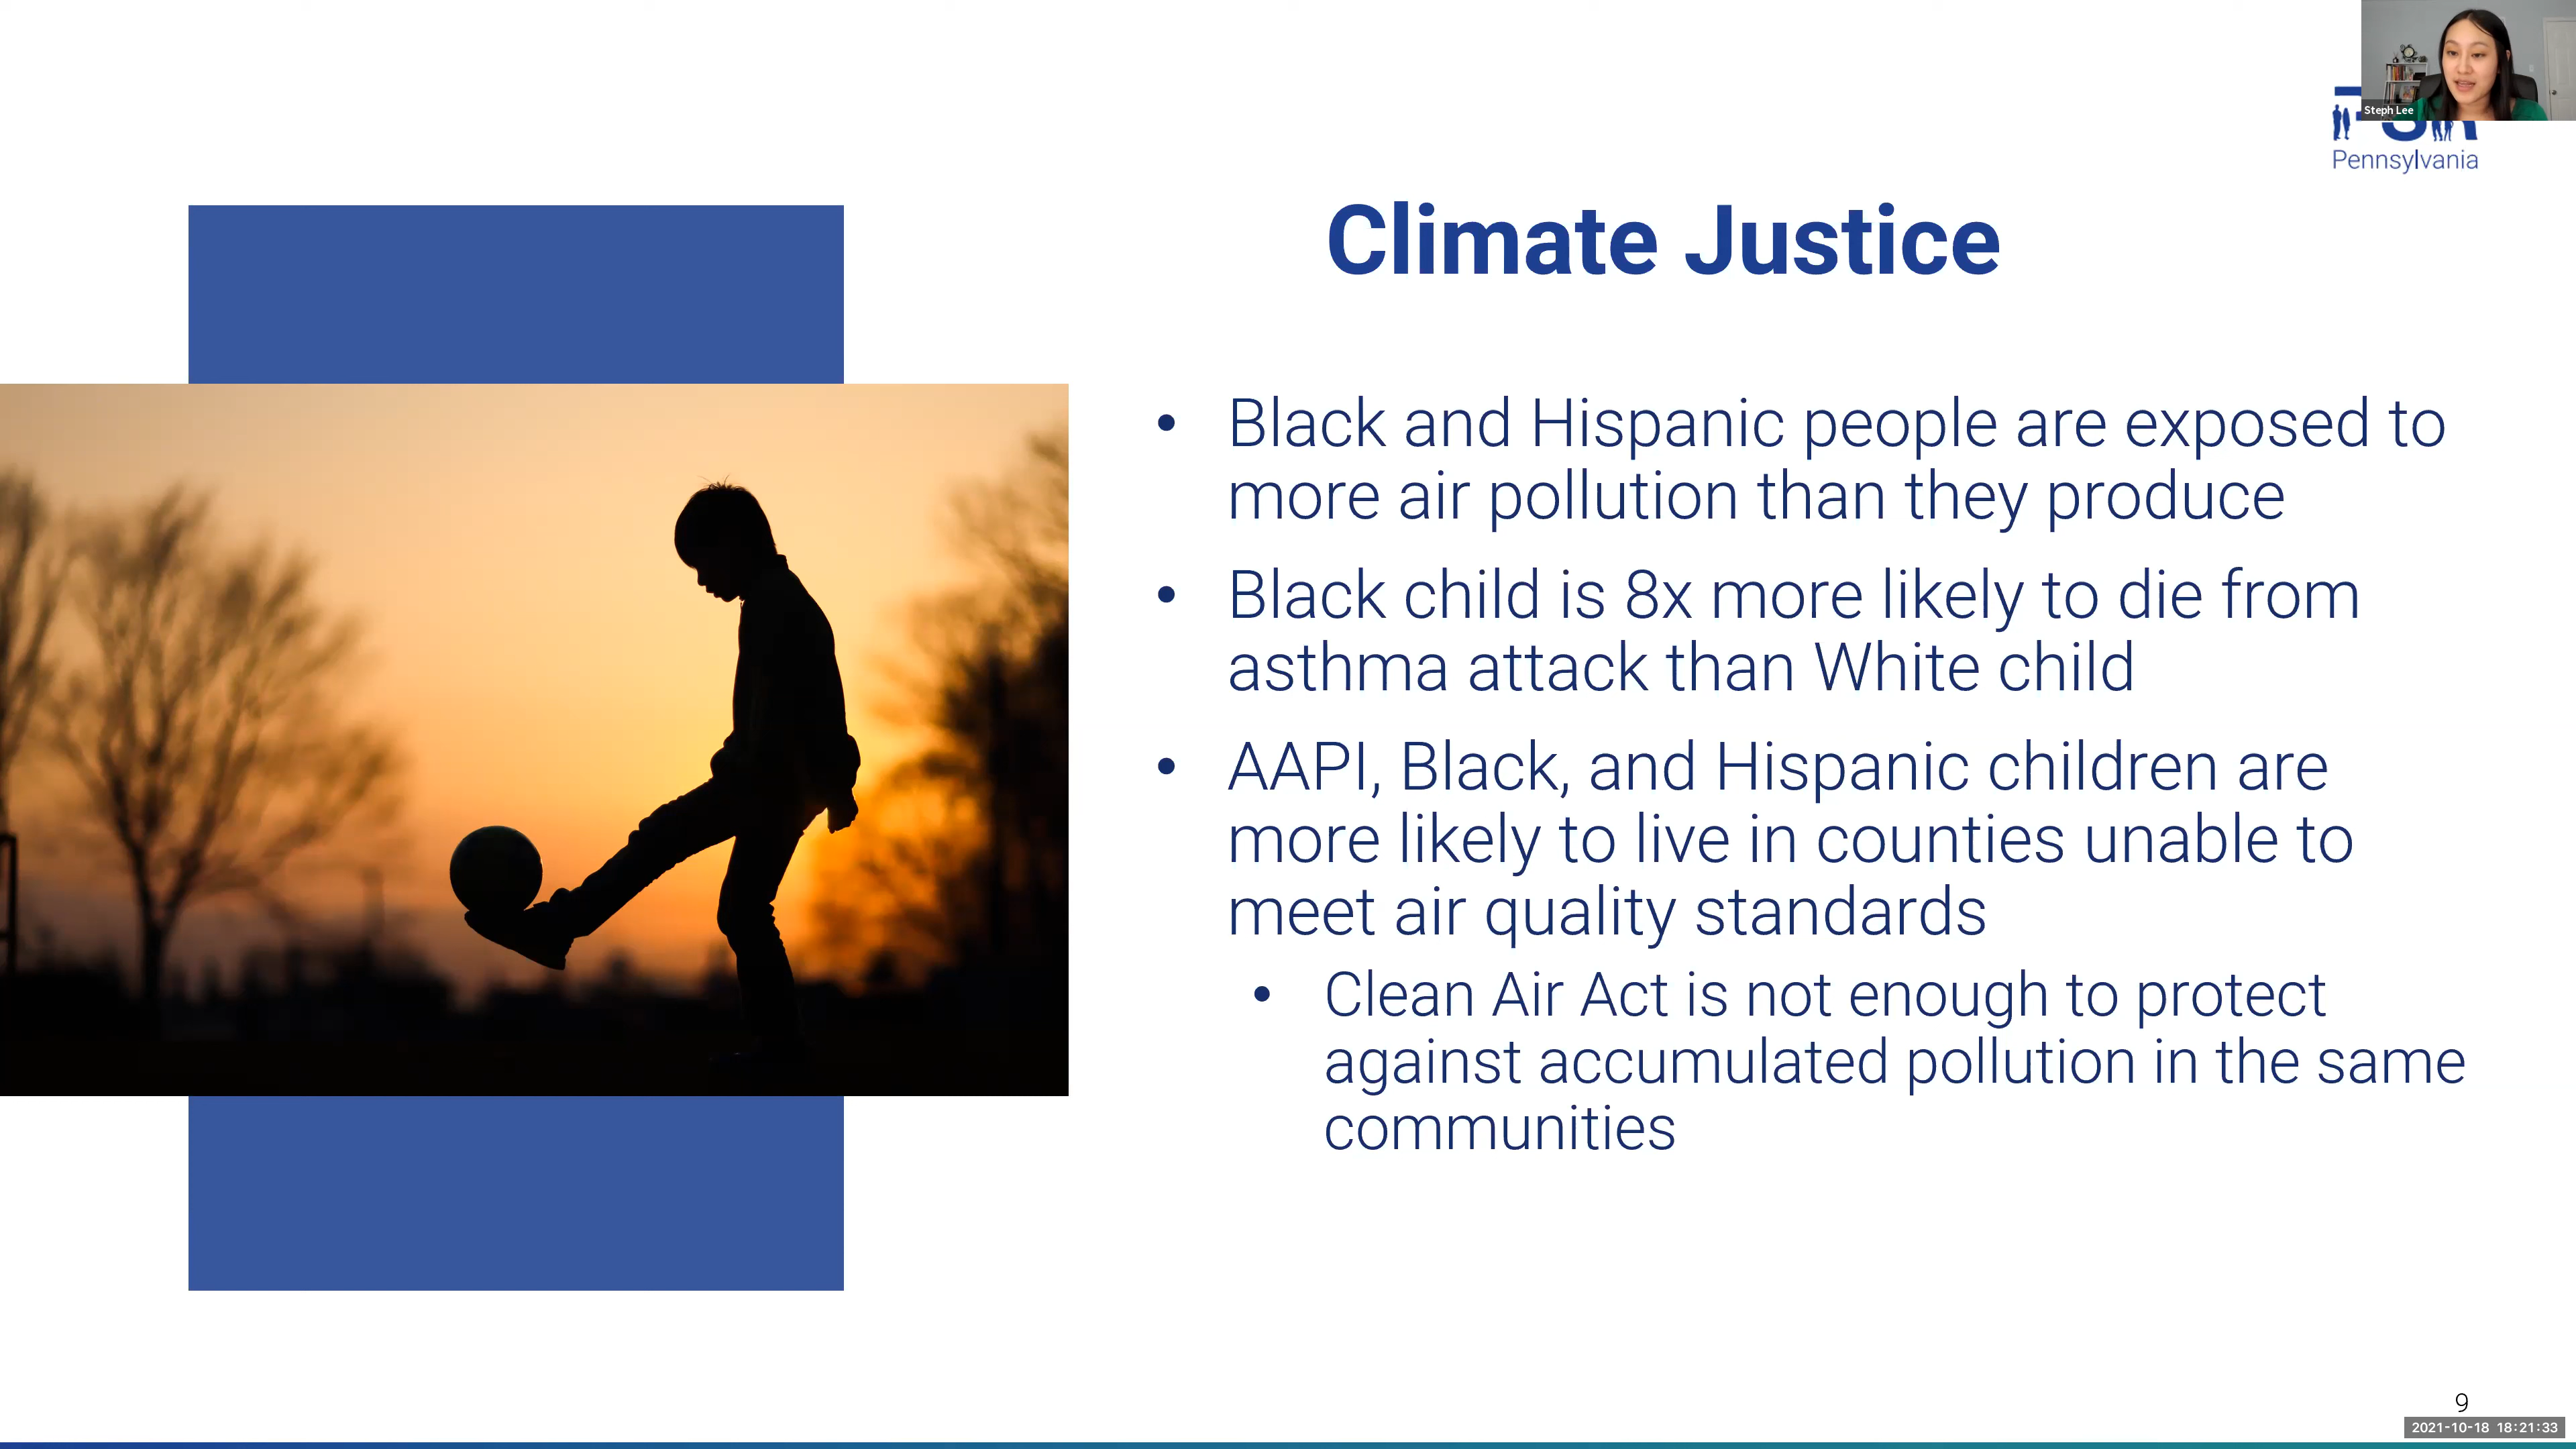 Steph Lee
Pennsylvania
Climate Justice
• Black and Hispanic people are exposed to
more air pollution than they produce
• Black child is 8x more likely to die from
asthma attack than White child
• AAPI, Black, and Hispanic children are
more likely to live in counties unable to
meet air quality standards
• Clean Air Act is not enough to protect
against accumulated pollution in the same
communities
9
2021-10-18 18:21:33